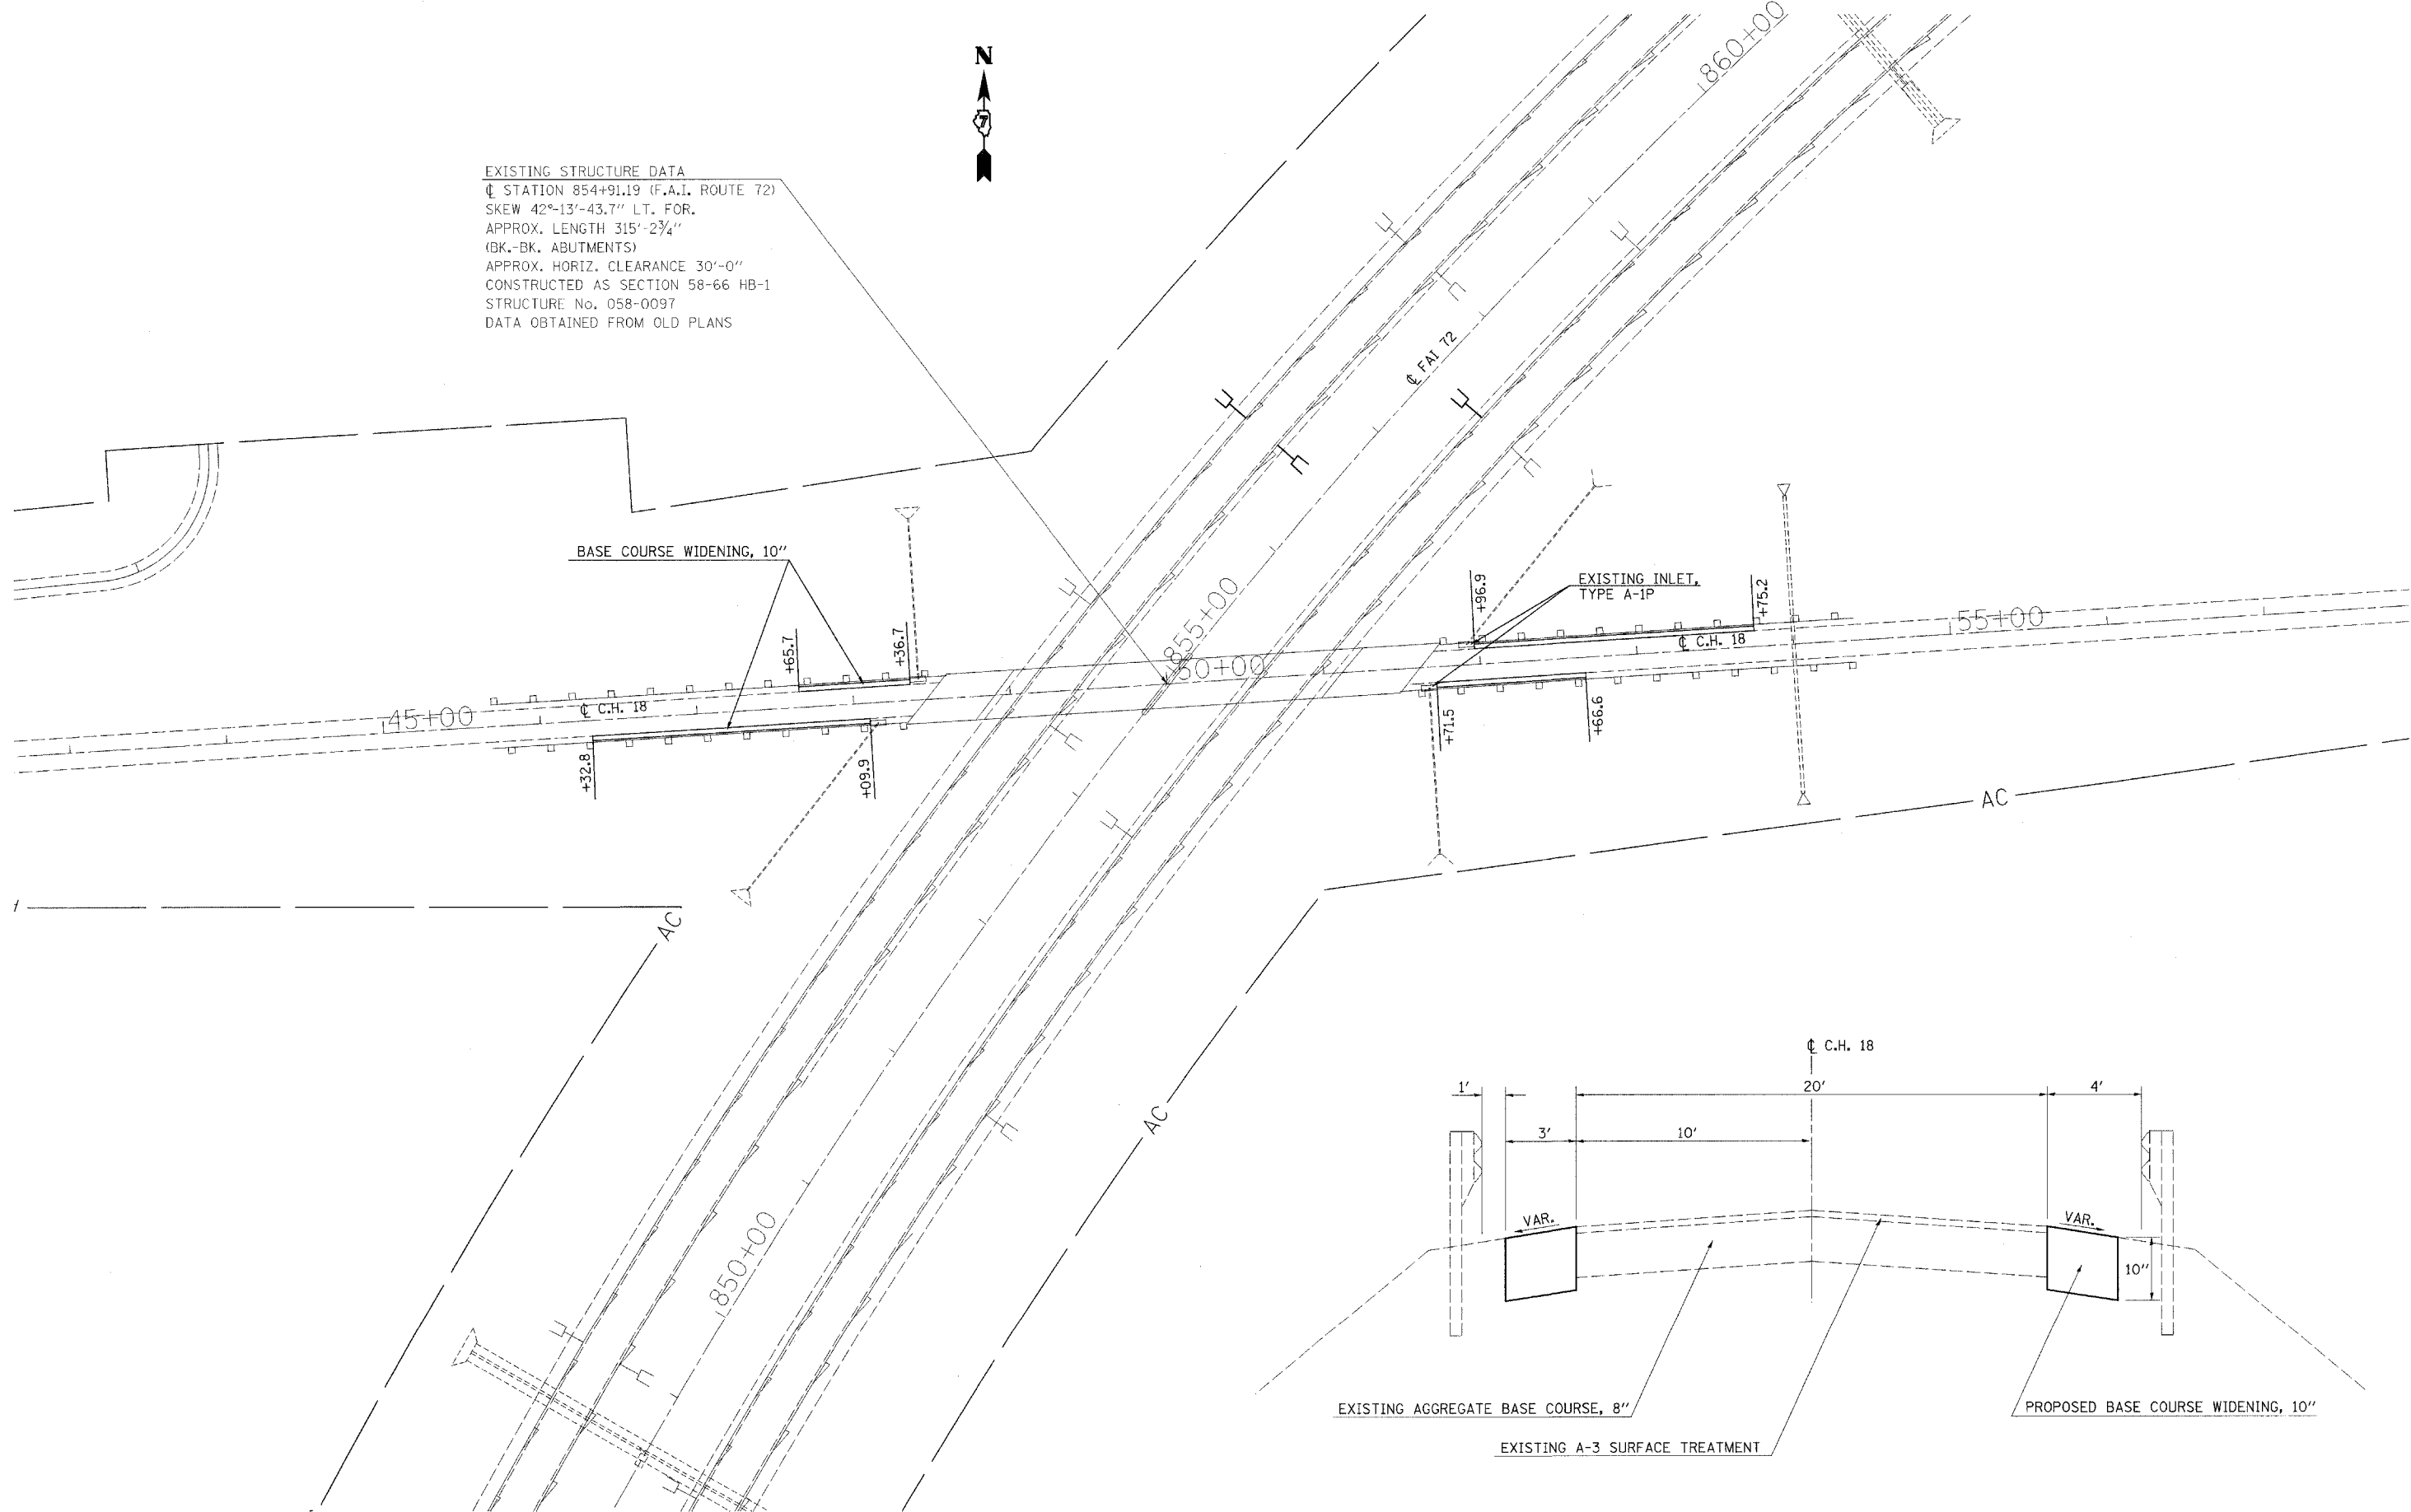 860+00
N
7
EXISTING STRUCTURE DATA
℄ STATION 854+91.19 (F.A.I. ROUTE 72)
SKEW 42°-13'-43.7" LT. FOR.
APPROX. LENGTH 315'-2¾"
(BK.-BK. ABUTMENTS)
APPROX. HORIZ. CLEARANCE 30'-0"
CONSTRUCTED AS SECTION 58-66 HB-1
STRUCTURE No. 058-0097
DATA OBTAINED FROM OLD PLANS
℄ FAI 72
BASE COURSE WIDENING, 10"
EXISTING INLET,
TYPE A-1P
+96.9
+75.2
855+00
55+00
+65.7
+36.7
℄ C.H. 18
50+00
℄ C.H. 18
45+00
+71.5
+66.6
+32.8
+09.9
AC
AC
AC
850+00
℄ C.H. 18
1'
20'
4'
3'
10'
VAR.
VAR.
10"
EXISTING AGGREGATE BASE COURSE, 8"
PROPOSED BASE COURSE WIDENING, 10"
EXISTING A-3 SURFACE TREATMENT